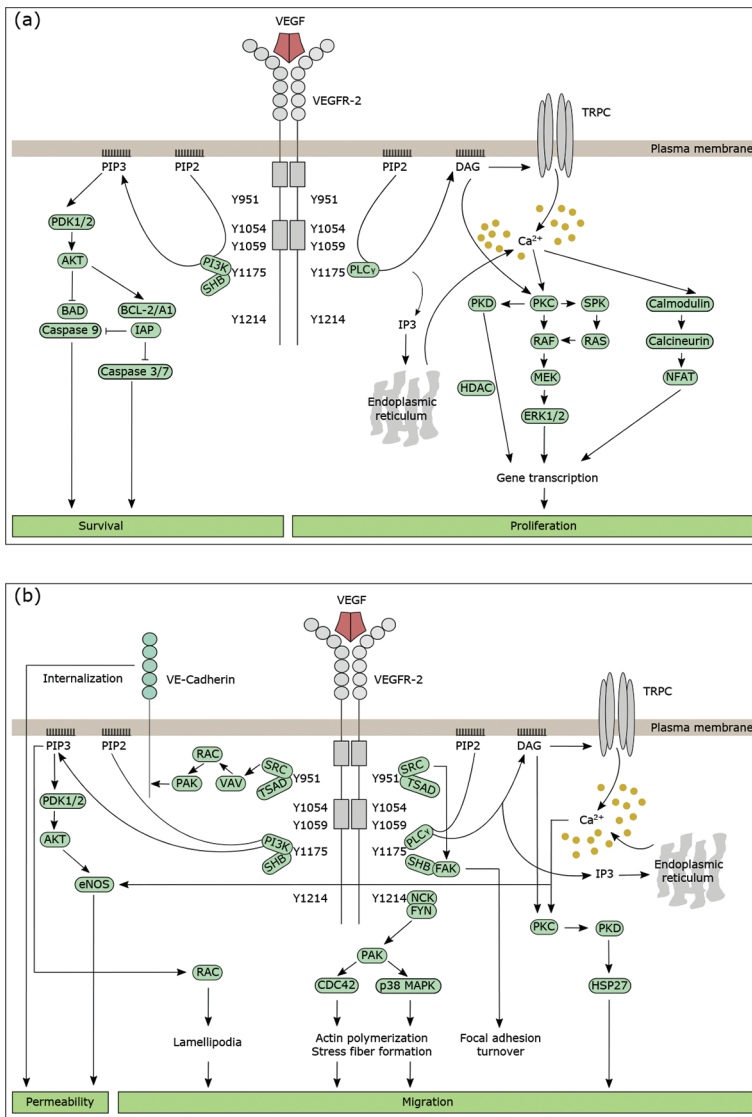 (a)
VEGF
VEGFR-2
TRPC
Plasma membrane
PIP3
PIP2
PIP2
DAG
Y951
Y951
PDK1/2
Y1054
Y1054
Y1059
Y1059
Ca2+
AKT
PI3K
SHB
Y1175
Y1175
PLCγ
BAD
BCL-2/A1
PKD
PKC
SPK
Calmodulin
Caspase 9
IAP
Y1214
Y1214
IP3
RAF
RAS
Calcineurin
Caspase 3/7
MEK
NFAT
HDAC
Endoplasmic
reticulum
ERK1/2
Gene transcription
Survival
Proliferation
(b)
VEGF
Internalization
VE-Cadherin
VEGFR-2
TRPC
Plasma membrane
PIP3
PIP2
PIP2
DAG
RAC
SRC
TSAD
Y951
Y951
SRC
TSAD
PAK
VAV
PDK1/2
Y1054
Y1054
Y1059
Y1059
Ca2+
AKT
PI3K
SHB
Y1175
Y1175
PLCγ
SHB
FAK
Endoplasmic
reticulum
IP3
eNOS
Y1214
Y1214
NCK
FYN
PKC
PKD
PAK
RAC
CDC42
p38 MAPK
HSP27
Lamellipodia
Actin polymerization
Stress fiber formation
Focal adhesion
turnover
Permeability
Migration